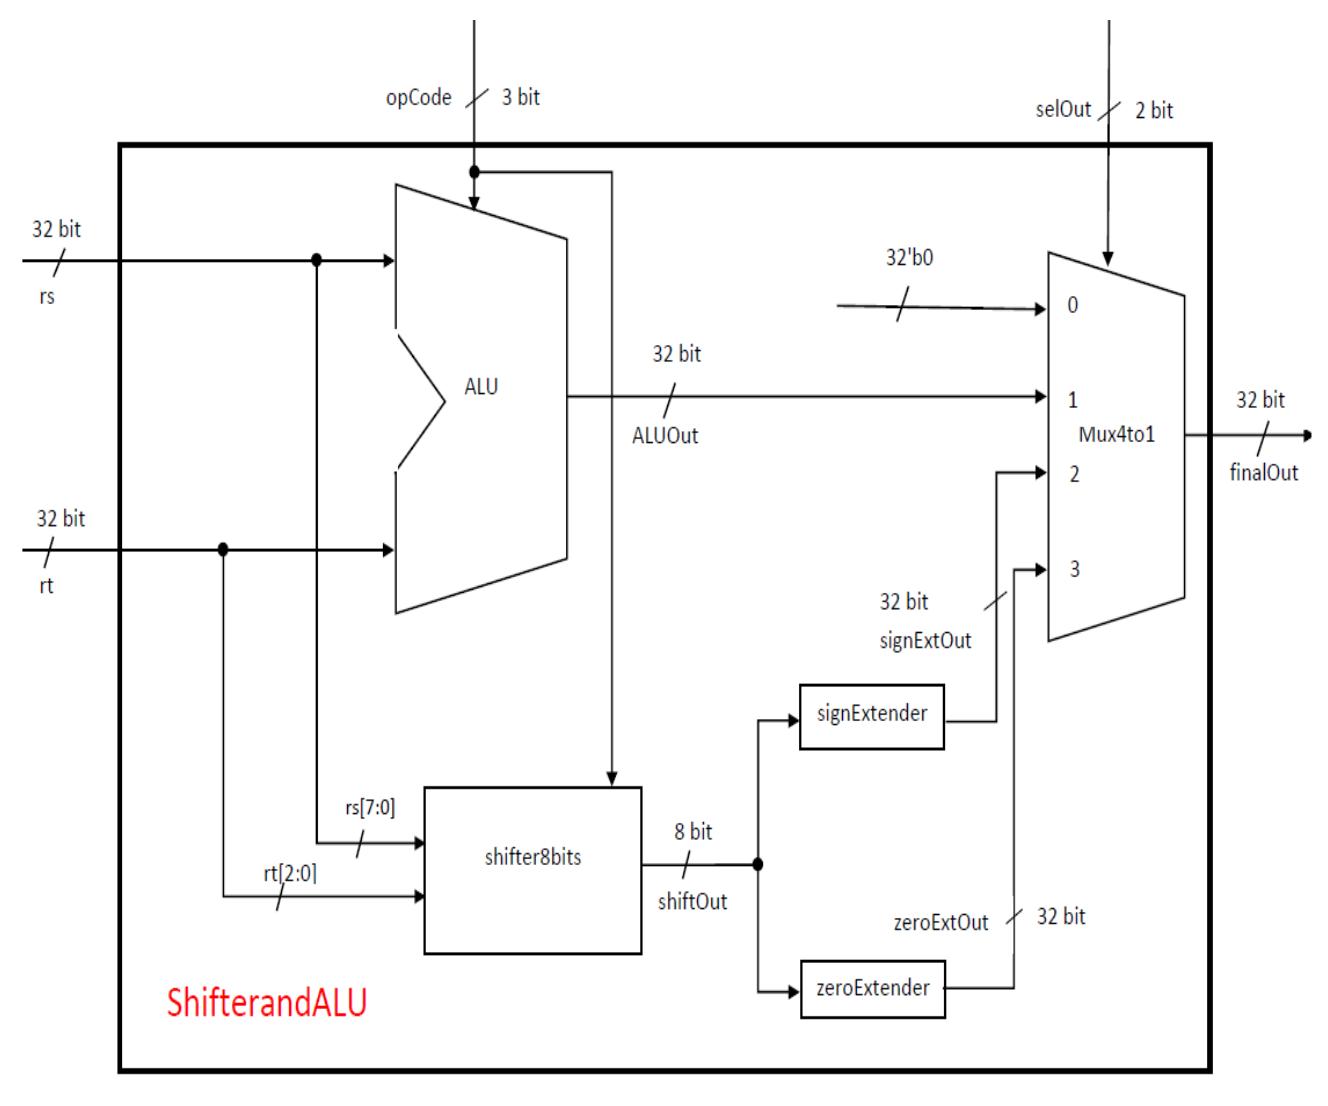 opCode
3 bit
selOut
2 bit
32 bit
rs
32'b0
0
32 bit
ALUOut
ALU
1
Mux4to1
2
32 bit
finalOut
32 bit
rt
3
32 bit
signExtOut
signExtender
rs[7:0]
rt[2:0]
shifter8bits
8 bit
shiftOut
zeroExtOut
32 bit
zeroExtender
ShifterandALU